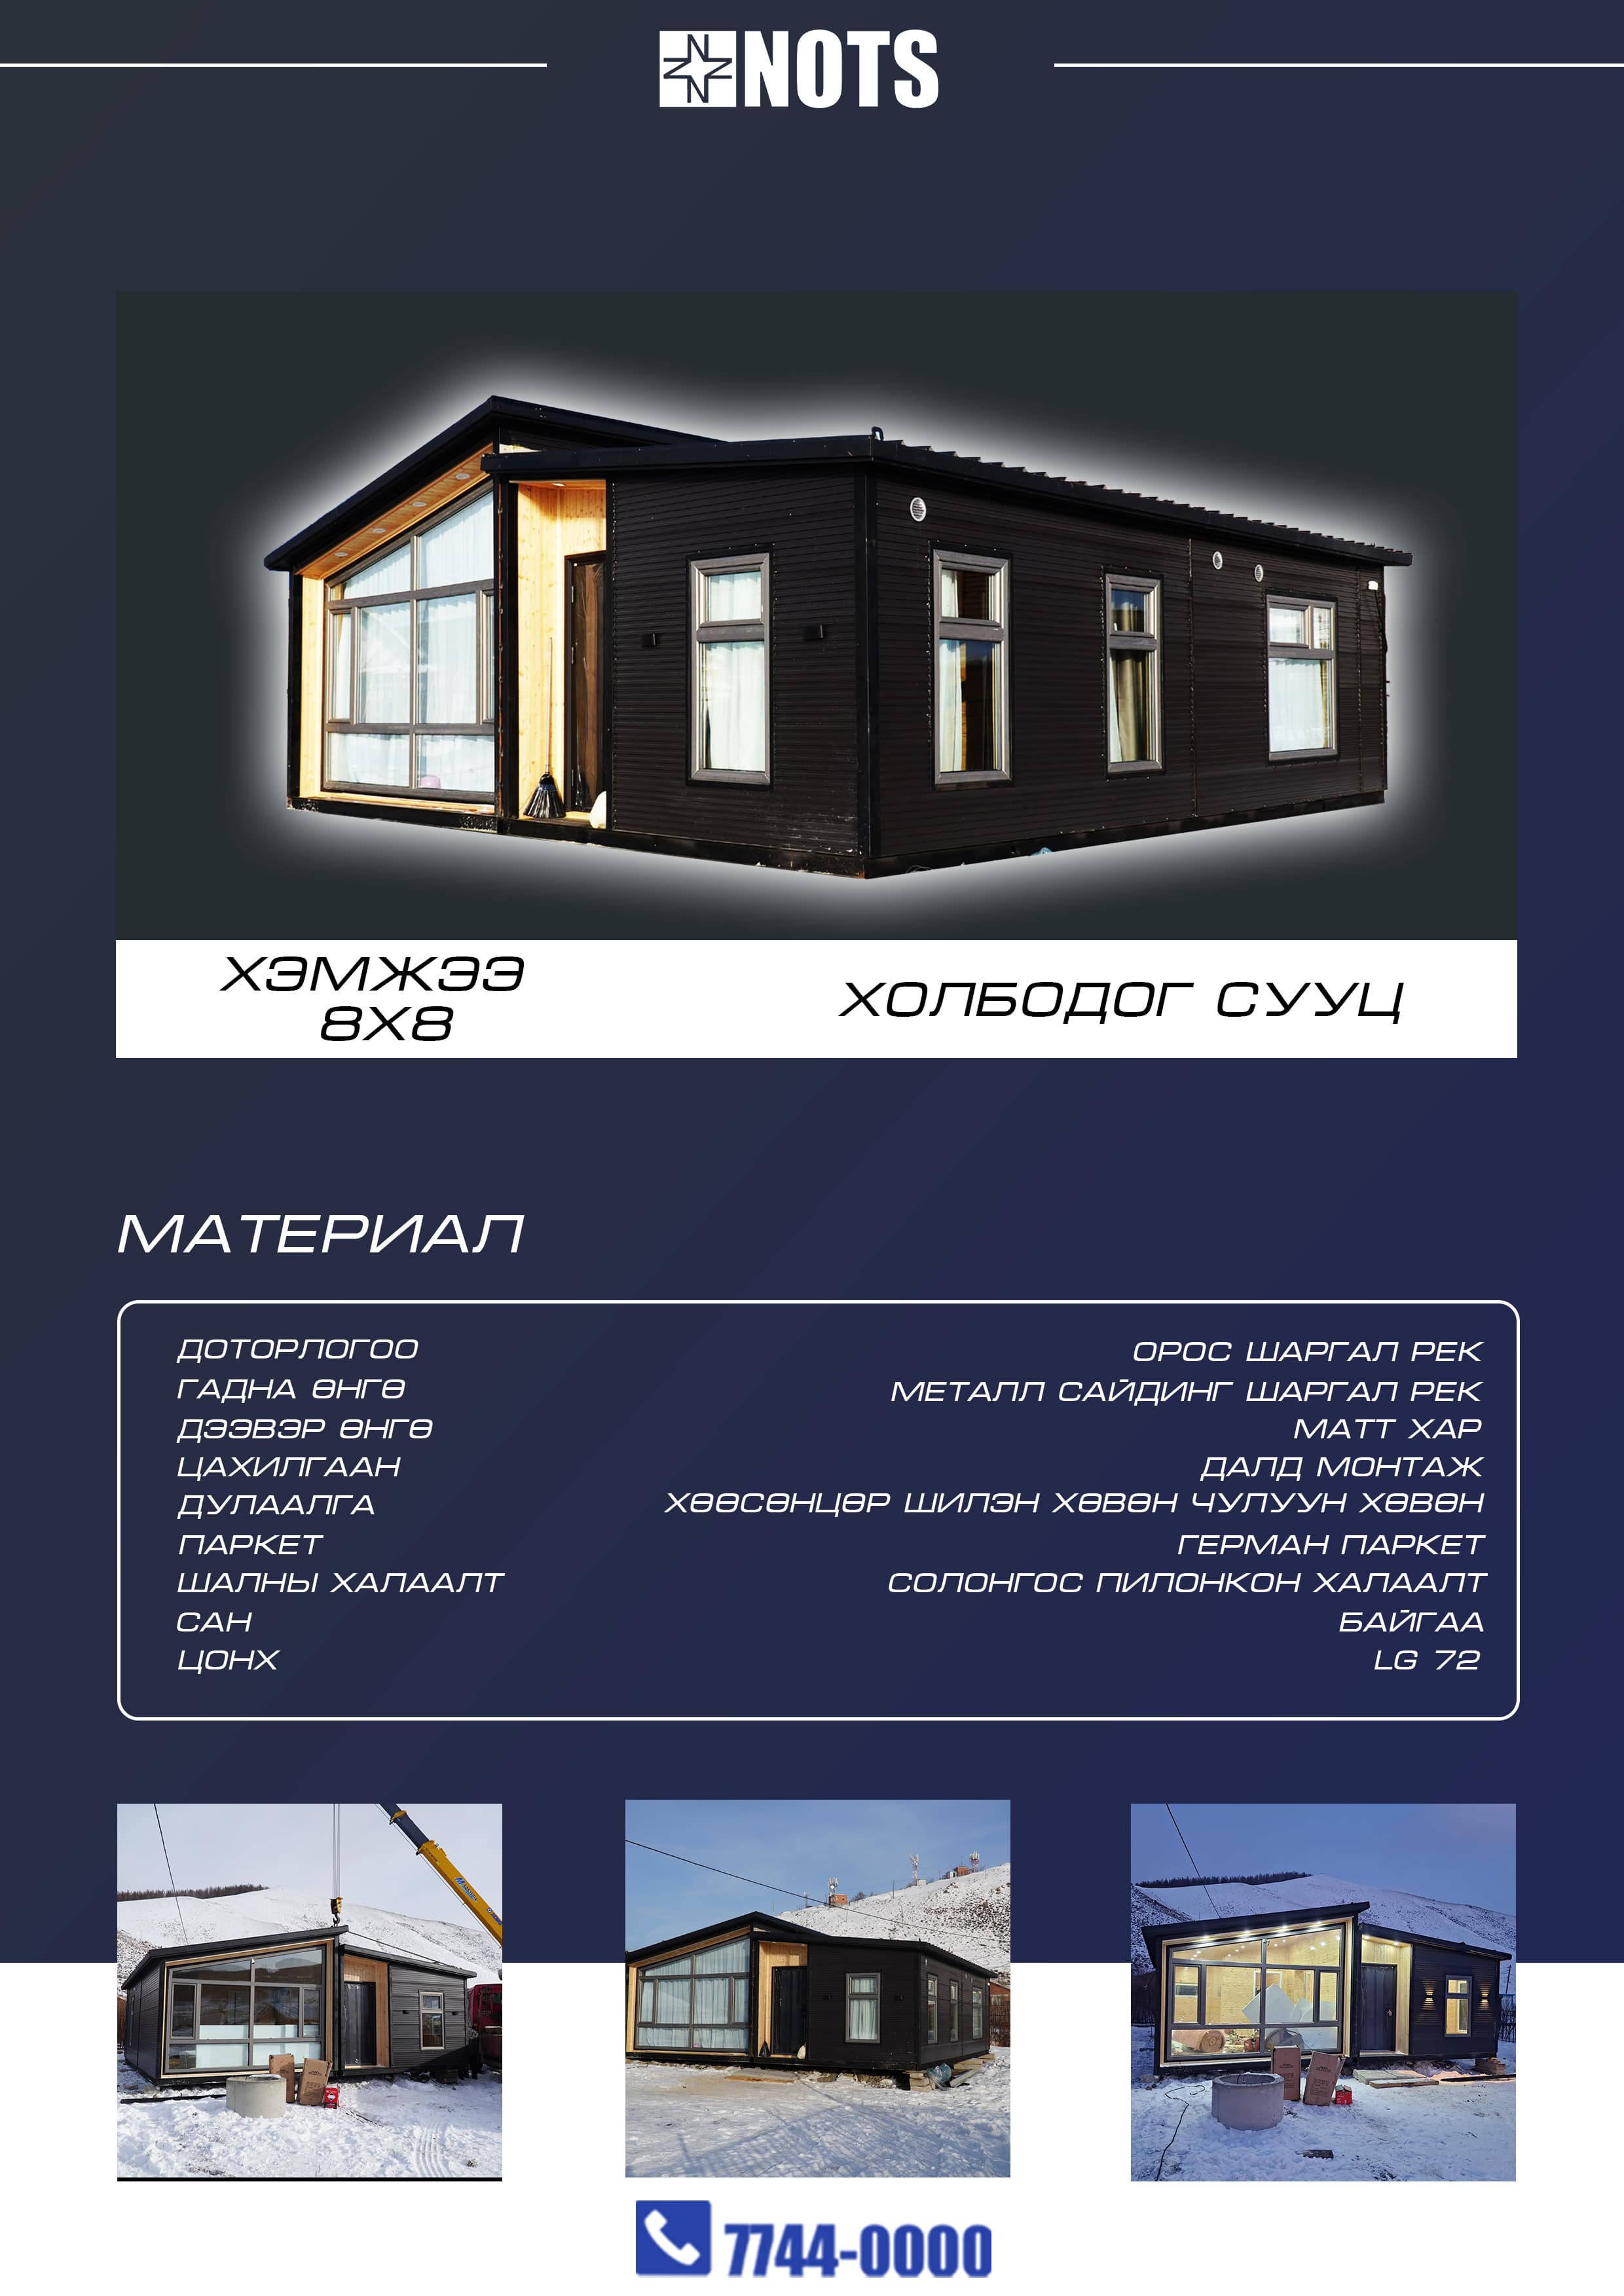 NOTS
ХЭМЖЭЭ
8X8
ХОЛБОДОГ СУУЦ
МАТЕРИАЛ
ДОТОРЛОГОО ОРОС ШАРГАЛ РЕК
ГАДНА ӨНГӨ МЕТАЛЛ САЙДИНГ ШАРГАЛ РЕК
ДЭЭВЭР ӨНГӨ МАТТ ХАР
ЦАХИЛГААН ДАЛД МОНТАЖ
ДУЛААЛГА ХӨӨСӨНЦӨР ШИЛЭН ХӨВӨН ЧУЛУУН ХӨВӨН
ПАРКЕТ ГЕРМАН ПАРКЕТ
ШАЛНЫ ХАЛААЛТ СОЛОНГОС ПИЛОНКОН ХАЛААЛТ
САН БАЙГАА
ЦОНХ LG 72
7744-0000